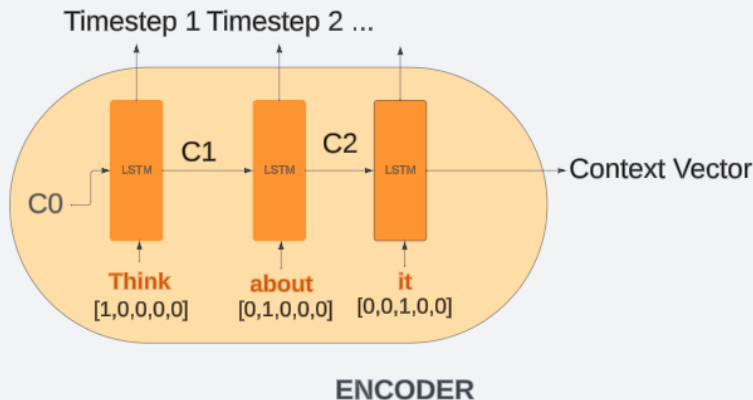 Timestep 1 Timestep 2 ...
C1
C2
LSTM
LSTM
LSTM
Context Vector
C0
Think
about
it
[1,0,0,0,0]
[0,1,0,0,0]
[0,0,1,0,0]
ENCODER